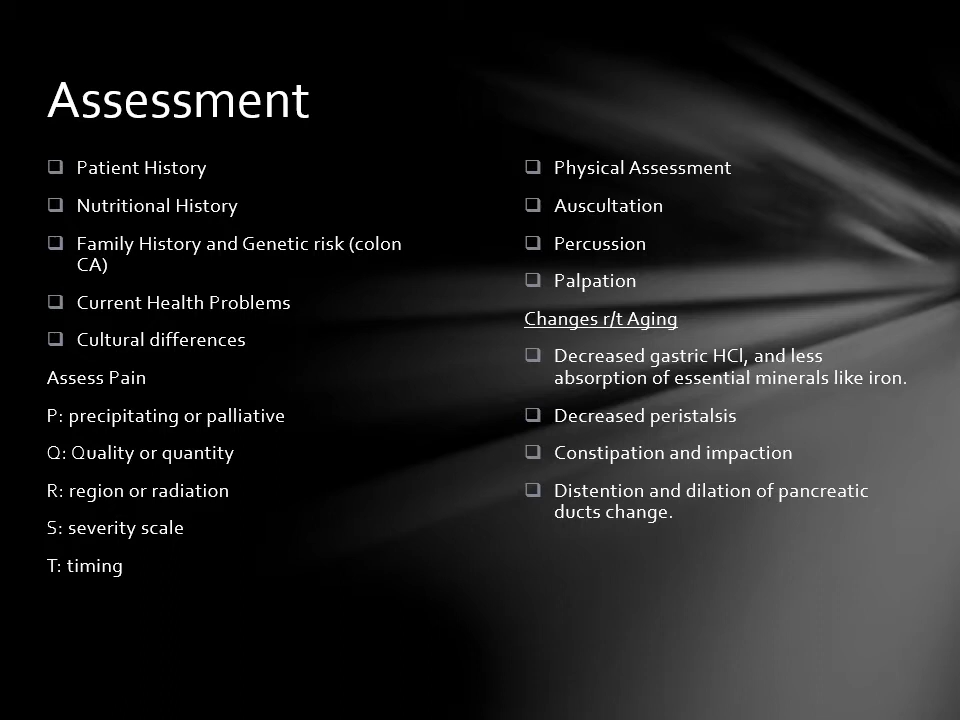 Assessment
❑ Patient History
❑ Nutritional History
❑ Family History and Genetic risk (colon
CA)
❑ Current Health Problems
❑ Cultural differences
Assess Pain
P: precipitating or palliative
Q: Quality or quantity
R: region or radiation
S: severity scale
T: timing
❑ Physical Assessment
❑ Auscultation
❑ Percussion
❑ Palpation
Changes r/t Aging
❑ Decreased gastric HCl, and less
absorption of essential minerals like iron.
❑ Decreased peristalsis
❑ Constipation and impaction
❑ Distention and dilation of pancreatic
ducts change.